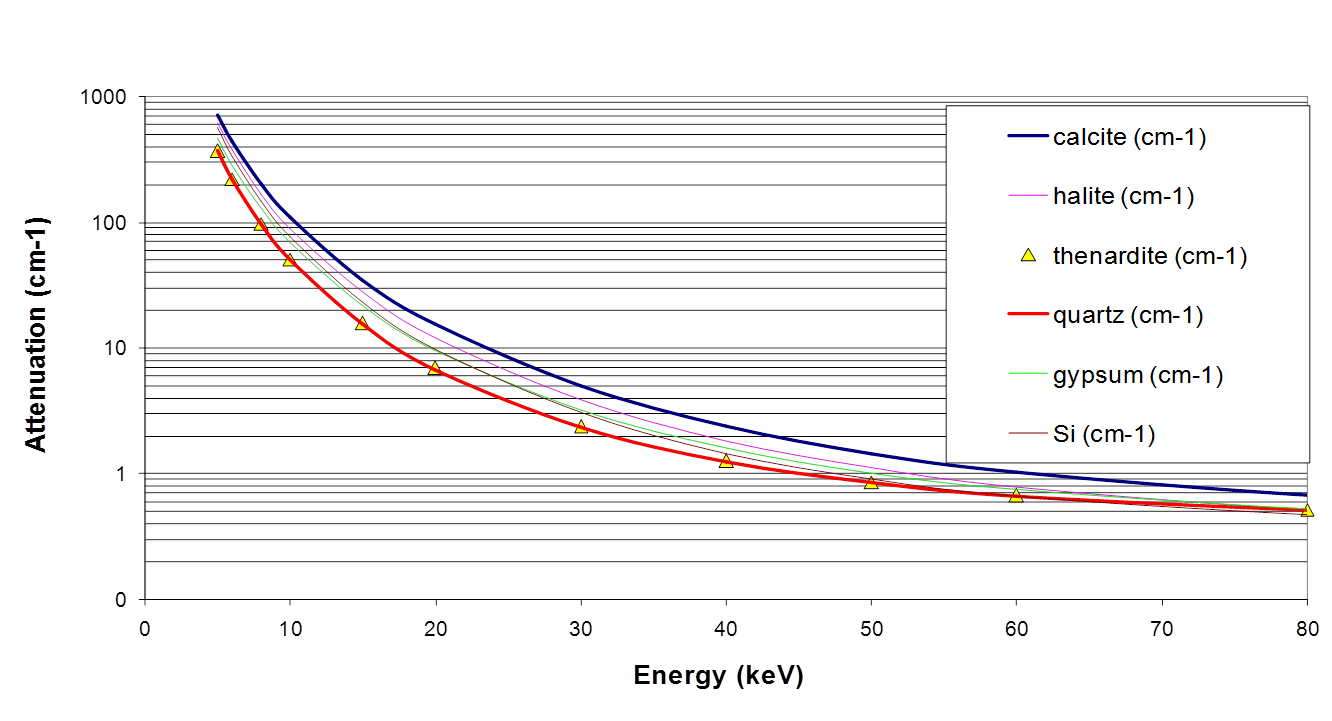 1000
100
10
1
0
Attenuation (cm-1)
calcite (cm-1)
halite (cm-1)
thenardite (cm-1)
quartz (cm-1)
gypsum (cm-1)
Si (cm-1)
0 10 20 30 40 50 60 70 80
Energy (keV)